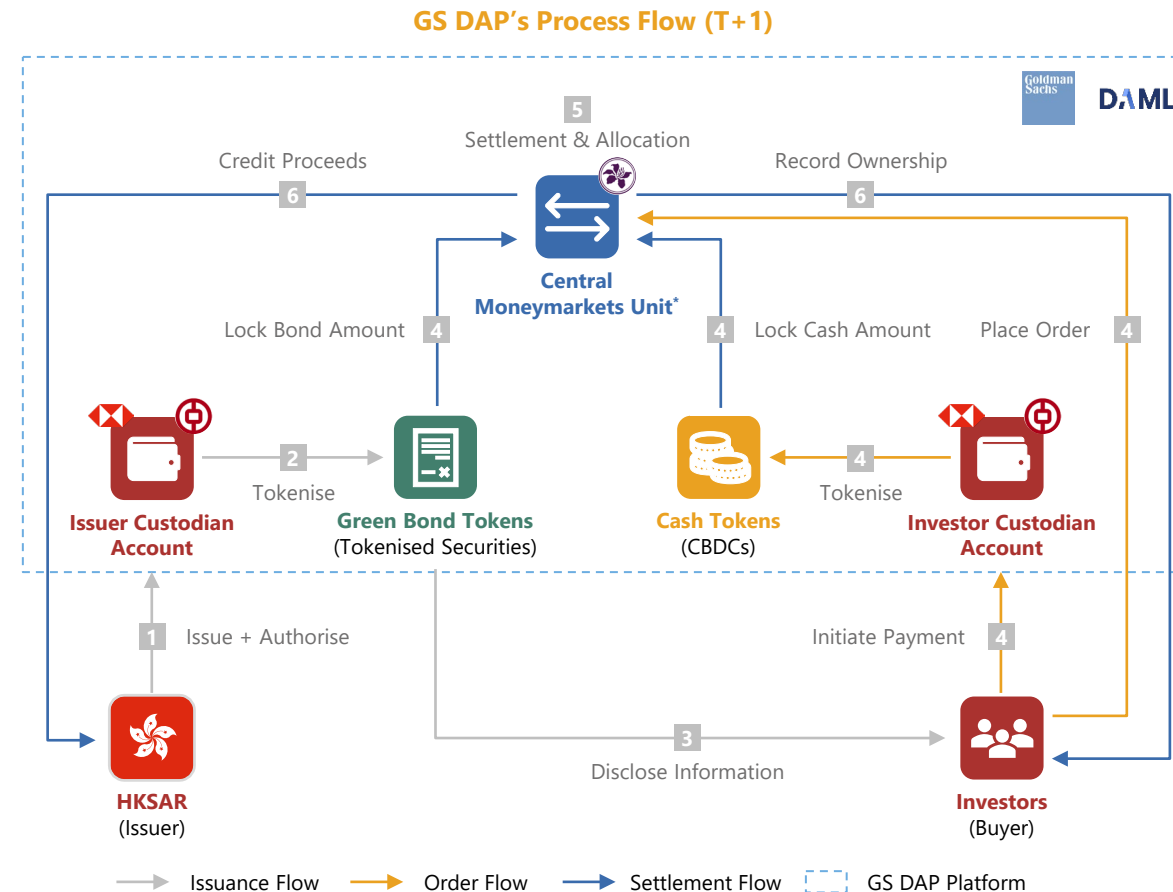 GS DAP's Process Flow (T+1)
Goldman
Sachs
DAML
5
Settlement & Allocation
Credit Proceeds
Record Ownership
6
6
Central
Moneymarkets Unit*
Lock Bond Amount
4
4
Lock Cash Amount
Place Order
4
2
Tokenise
4
Tokenise
Issuer Custodian
Account
Green Bond Tokens
(Tokenised Securities)
Cash Tokens
(CBDCs)
Investor Custodian
Account
1
Issue + Authorise
Initiate Payment
4
3
Disclose Information
HKSAR
(Issuer)
Investors
(Buyer)
Issuance Flow
Order Flow
Settlement Flow
GS DAP Platform